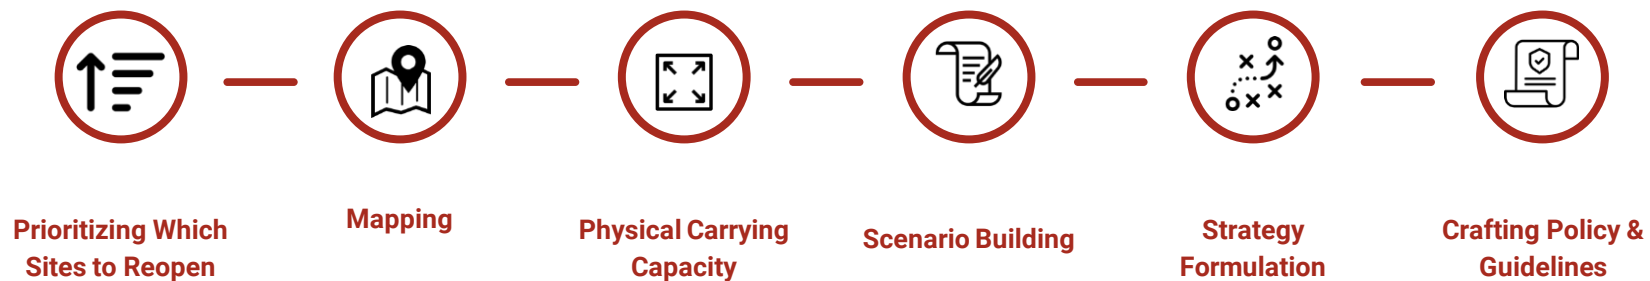 Prioritizing Which
Sites to Reopen
Mapping
Physical Carrying
Capacity
Scenario Building
Strategy
Formulation
Crafting Policy &
Guidelines